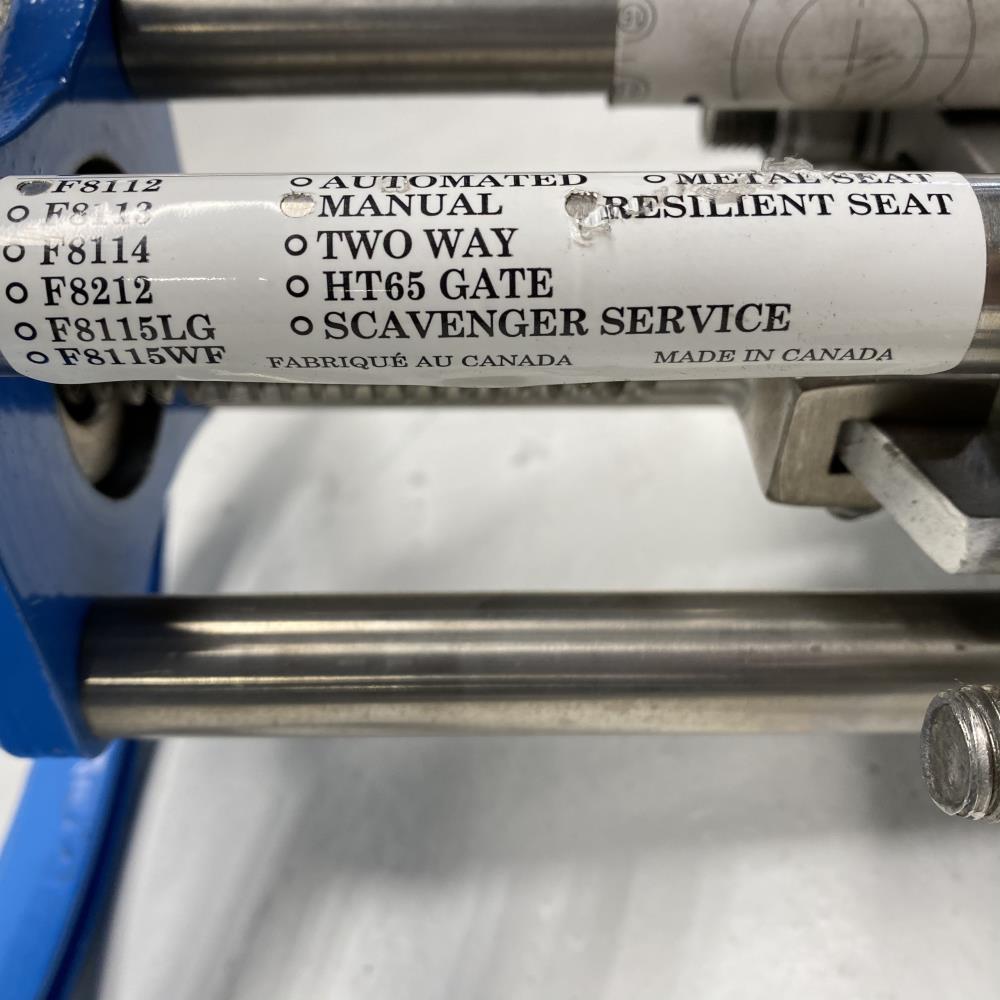 F8112 AUTOMATED METAL SEAT
F8113 MANUAL RESILIENT SEAT
F8114 TWO WAY
F8212 HT65 GATE
F8115LG SCAVENGER SERVICE
F8115WF FABRIQUÉ AU CANADA MADE IN CANADA